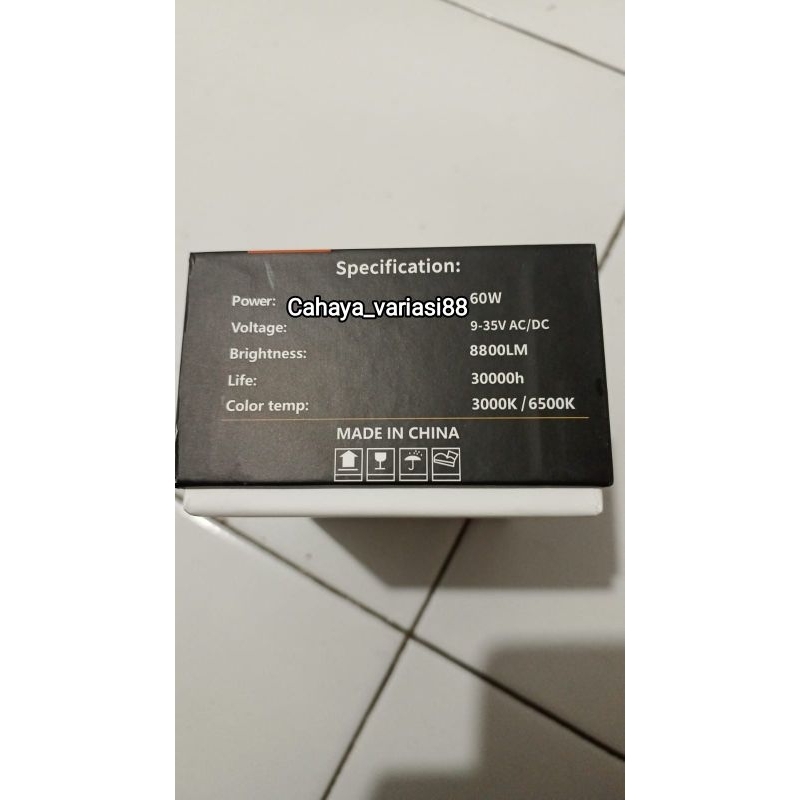 Specification:
Power: 60W
Cahaya_variasi88
Voltage: 9-35V AC/DC
Brightness: 8800LM
Life: 30000h
Color temp: 3000K / 6500K
MADE IN CHINA